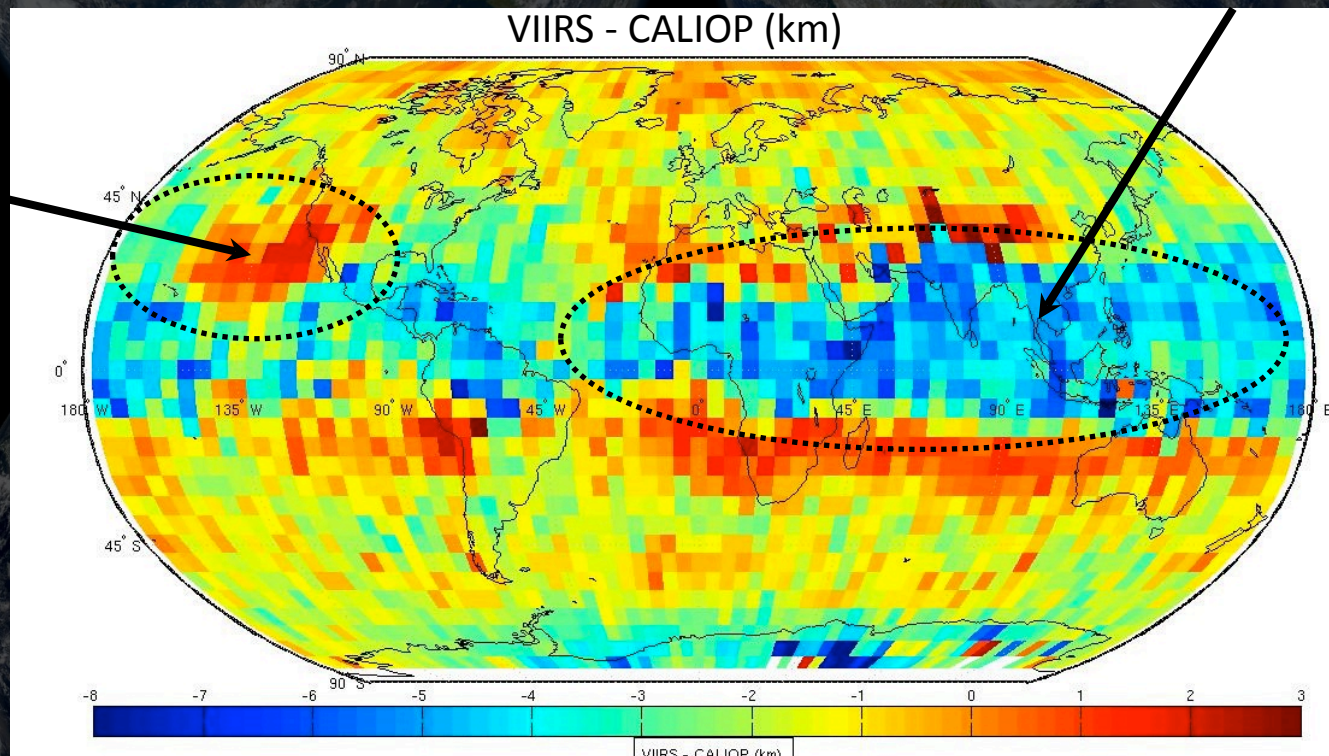 VIIRS - CALIOP (km)
90° N
45° N
0°
180° W 135° W 90° W 45° W 0° 45° E 90° E 135° E 180° E
45° S
90° S
-8 -7 -6 -5 -4 -3 -2 -1 0 1 2 3
VIIRS - CALIOP (km)